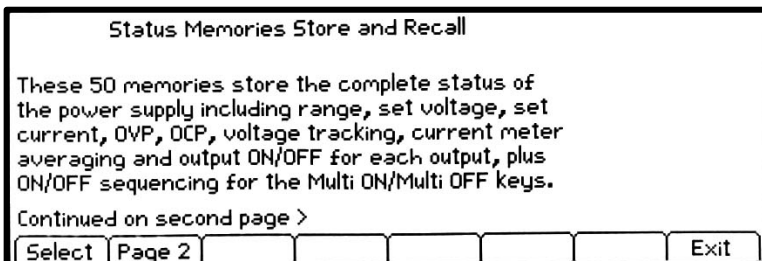 Status Memories Store and Recall
These 50 memories store the complete status of
the power supply including range, set voltage, set
current, OVP, OCP, voltage tracking, current meter
averaging and output ON/OFF for each output, plus
ON/OFF sequencing for the Multi ON/Multi OFF keys.
Continued on second page >
Select Page 2 Exit